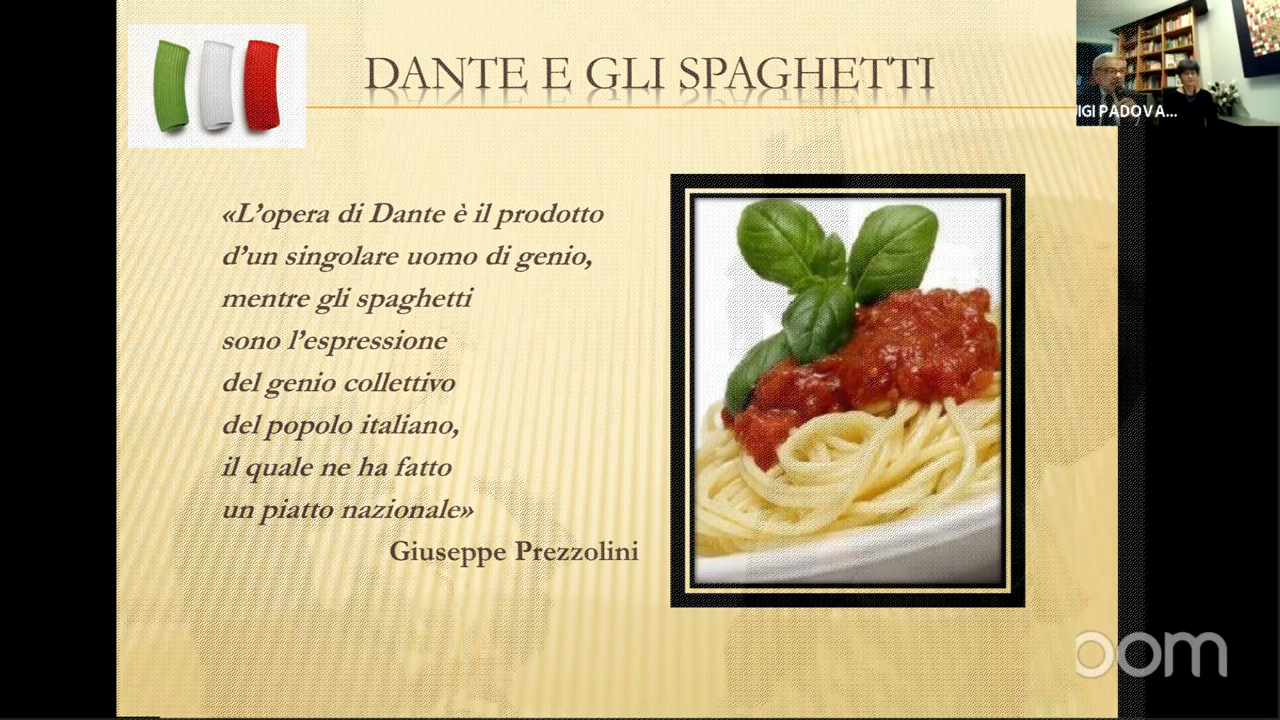 DANTE E GLI SPAGHETTI
IGI PADOVA...
«L’opera di Dante è il prodotto
d’un singolare uomo di genio,
mentre gli spaghetti
sono l’espressione
del genio collettivo
del popolo italiano,
il quale ne ha fatto
un piatto nazionale»
Giuseppe Prezzolini
oom